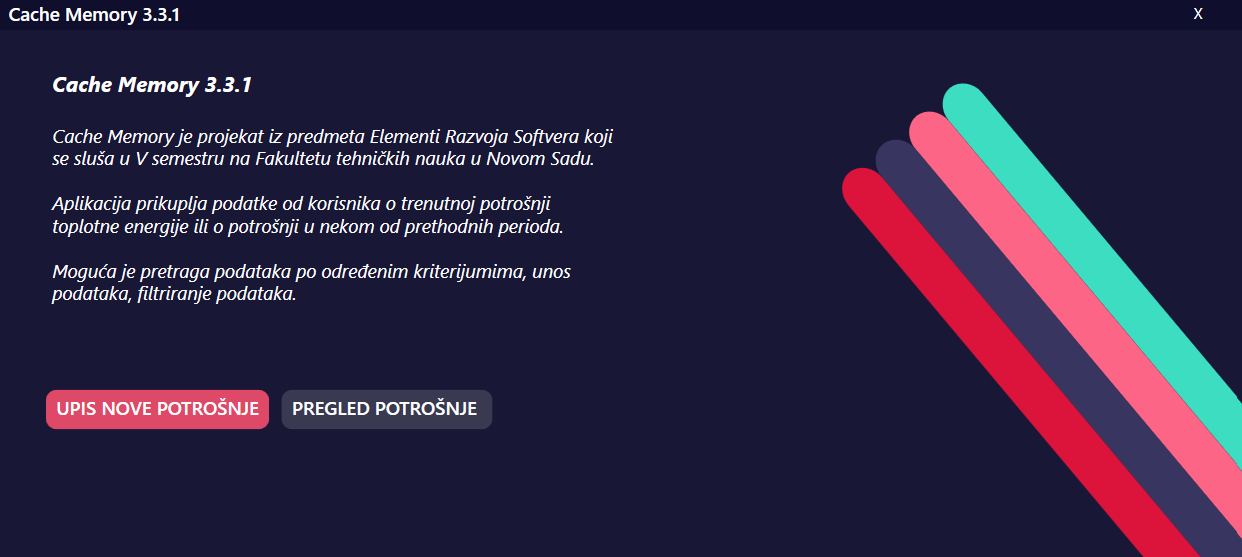 Cache Memory 3.3.1
X
Cache Memory 3.3.1
Cache Memory je projekat iz predmeta Elementi Razvoja Softvera koji
se sluša u V semestru na Fakultetu tehničkih nauka u Novom Sadu.
Aplikacija prikuplja podatke od korisnika o trenutnoj potrošnji
toplotne energije ili o potrošnji u nekom od prethodnih perioda.
Moguća je pretraga podataka po određenim kriterijumima, unos
podataka, filtriranje podataka.
UPIS NOVE POTROŠNJE
PREGLED POTROŠNJE